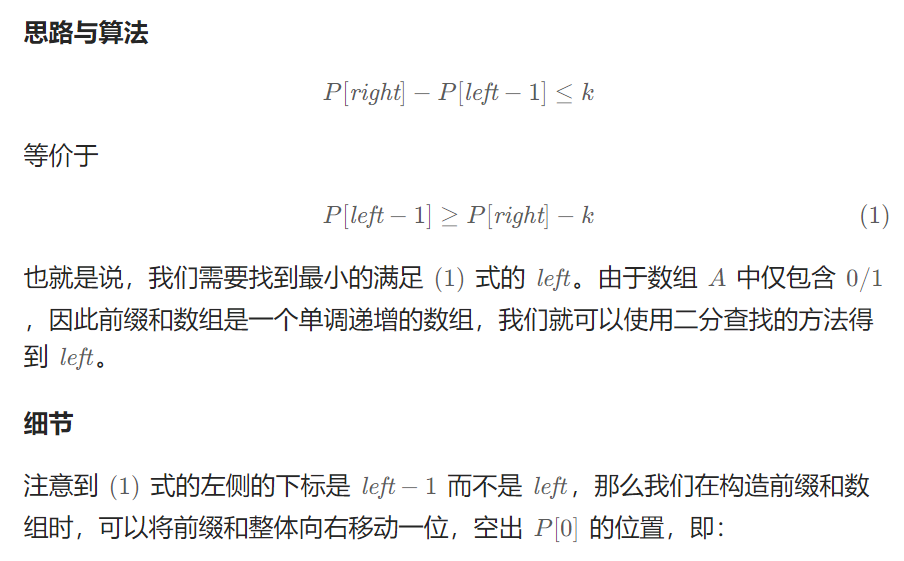 思路与算法
P[right] − P[left − 1] ≤ k
等价于
P[left − 1] ≥ P[right] − k (1)
也就是说，我们需要找到最小的满足 (1) 式的 left。由于数组 A 中仅包含 0/1
，因此前缀和数组是一个单调递增的数组，我们就可以使用二分查找的方法得
到 left。
细节
注意到 (1) 式的左侧的下标是 left − 1 而不是 left，那么我们在构造前缀和数
组时，可以将前缀和整体向右移动一位，空出 P[0] 的位置，即：